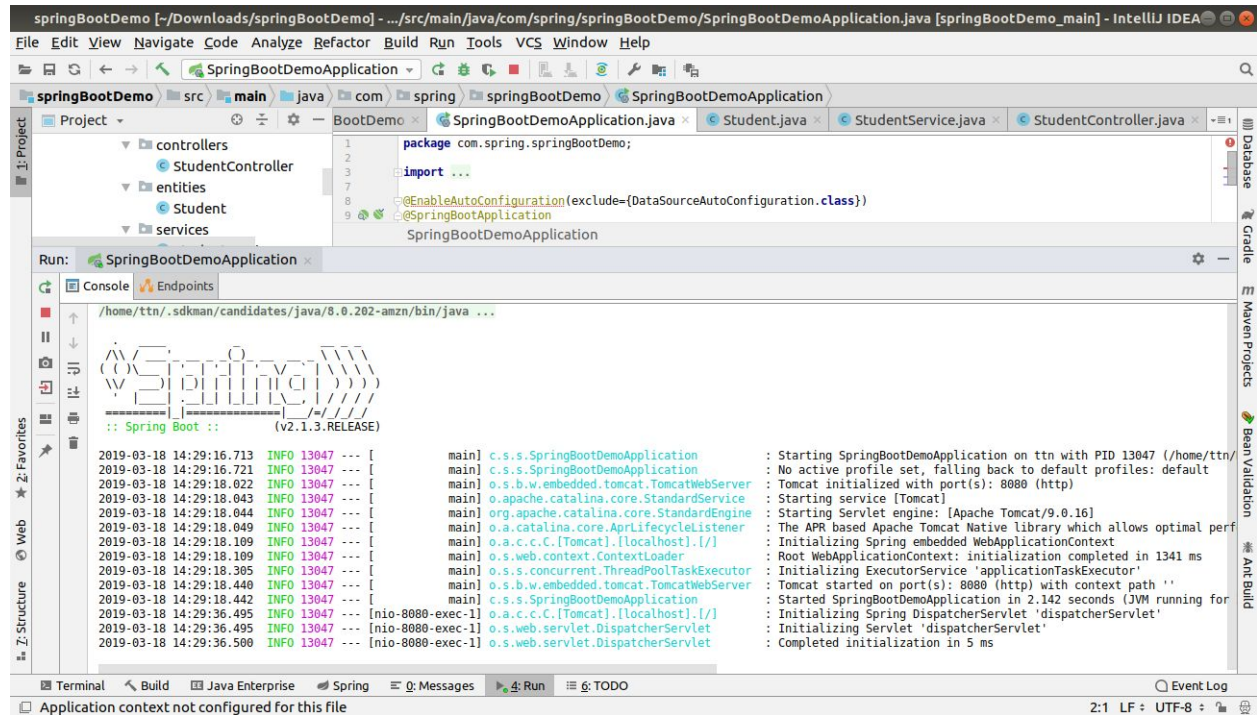 springBootDemo [~/Downloads/springBootDemo] - .../src/main/java/com/spring/springBootDemo/SpringBootDemoApplication.java [springBootDemo_main] - IntelliJ IDEA
File Edit View Navigate Code Analyze Refactor Build Run Tools VCS Window Help
SpringBootDemoApplication
springBootDemo src main java com spring springBootDemo SpringBootDemoApplication
Project BootDemo SpringBootDemoApplication.java Student.java StudentService.java StudentController.java
1: Project
controllers
StudentController
entities
Student
services
1 package com.spring.springBootDemo;
2
3 import ...
7
8 @EnableAutoConfiguration(exclude={DataSourceAutoConfiguration.class})
9 @SpringBootApplication
SpringBootDemoApplication
Run: SpringBootDemoApplication
Console Endpoints
/home/ttn/.sdkman/candidates/java/8.0.202-amzn/bin/java ...
Spring
:: Spring Boot :: (v2.1.3.RELEASE)
2019-03-18 14:29:16.713 INFO 13047 --- [ main] c.s.s.SpringBootDemoApplication : Starting SpringBootDemoApplication on ttn with PID 13047 (/home/ttn/
2019-03-18 14:29:16.721 INFO 13047 --- [ main] c.s.s.SpringBootDemoApplication : No active profile set, falling back to default profiles: default
2019-03-18 14:29:18.022 INFO 13047 --- [ main] o.s.b.w.embedded.tomcat.TomcatWebServer : Tomcat initialized with port(s): 8080 (http)
2019-03-18 14:29:18.043 INFO 13047 --- [ main] o.apache.catalina.core.StandardService : Starting service [Tomcat]
2019-03-18 14:29:18.044 INFO 13047 --- [ main] org.apache.catalina.core.StandardEngine : Starting Servlet engine: [Apache Tomcat/9.0.16]
2019-03-18 14:29:18.049 INFO 13047 --- [ main] o.a.catalina.core.AprLifecycleListener : The APR based Apache Tomcat Native library which allows optimal perf
2019-03-18 14:29:18.109 INFO 13047 --- [ main] o.a.c.c.C.[Tomcat].[localhost].[/] : Initializing Spring embedded WebApplicationContext
2019-03-18 14:29:18.109 INFO 13047 --- [ main] o.s.web.context.ContextLoader : Root WebApplicationContext: initialization completed in 1341 ms
2019-03-18 14:29:18.305 INFO 13047 --- [ main] o.s.s.concurrent.ThreadPoolTaskExecutor : Initializing ExecutorService 'applicationTaskExecutor'
2019-03-18 14:29:18.440 INFO 13047 --- [ main] o.s.b.w.embedded.tomcat.TomcatWebServer : Tomcat started on port(s): 8080 (http) with context path ''
2019-03-18 14:29:18.442 INFO 13047 --- [ main] c.s.s.SpringBootDemoApplication : Started SpringBootDemoApplication in 2.142 seconds (JVM running for
2019-03-18 14:29:36.495 INFO 13047 --- [nio-8080-exec-1] o.a.c.c.C.[Tomcat].[localhost].[/] : Initializing Spring DispatcherServlet 'dispatcherServlet'
2019-03-18 14:29:36.495 INFO 13047 --- [nio-8080-exec-1] o.s.web.servlet.DispatcherServlet : Initializing Servlet 'dispatcherServlet'
2019-03-18 14:29:36.500 INFO 13047 --- [nio-8080-exec-1] o.s.web.servlet.DispatcherServlet : Completed initialization in 5 ms
2: Favorites
Web
Z: Structure
Database
Gradle
m Maven Projects
Bean Validation
Ant Build
Terminal Build Java Enterprise Spring 0: Messages 4: Run 6: TODO Event Log
Application context not configured for this file 2:1 LF UTF-8